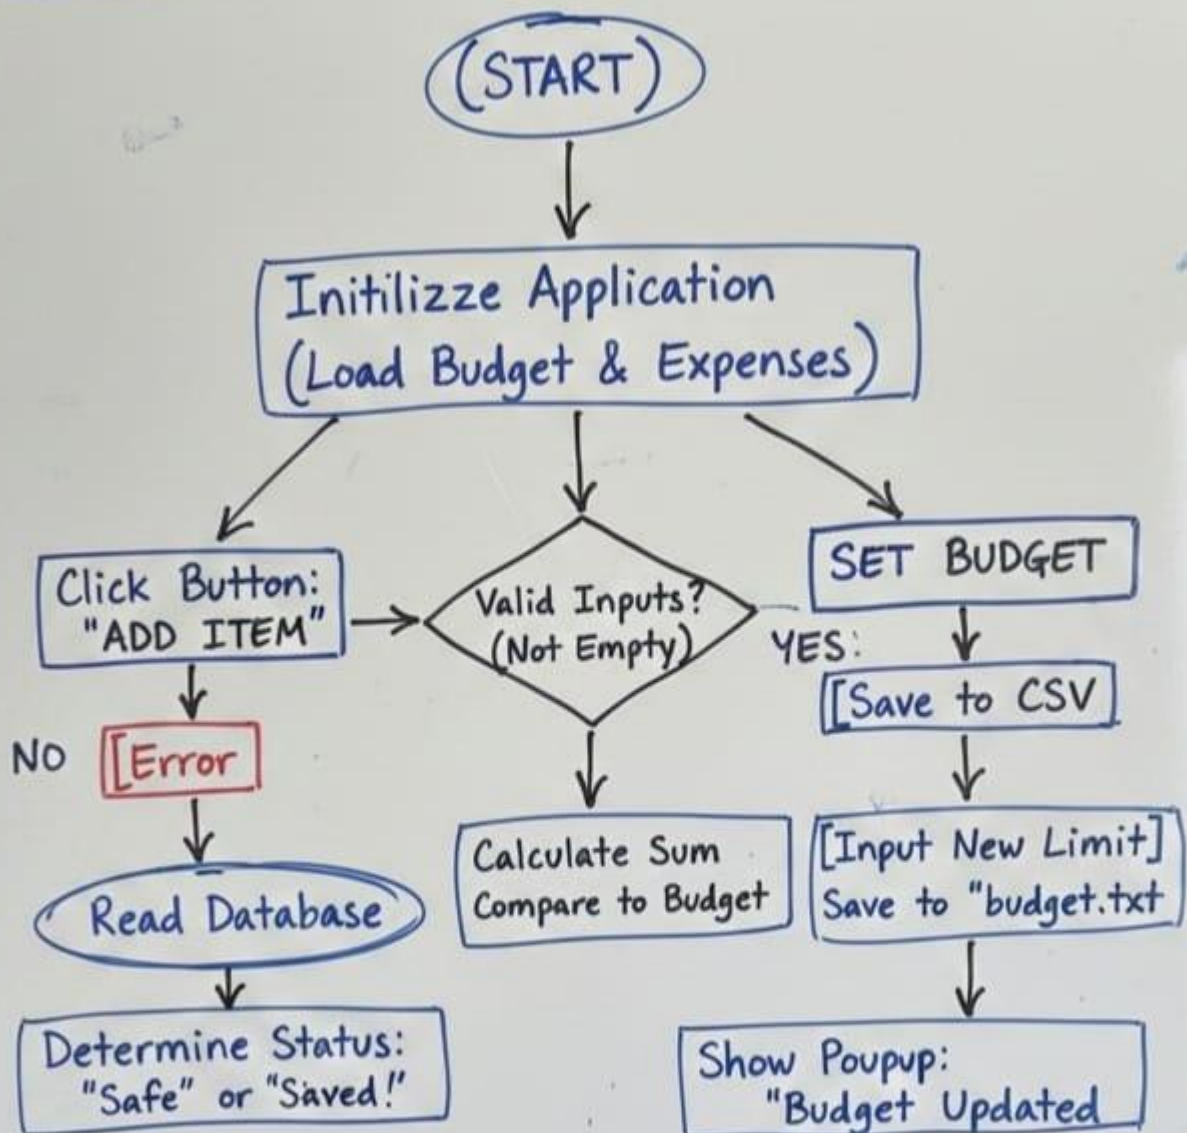 (START)
Initilizze Application
(Load Budget & Expenses)
Click Button:
"ADD ITEM"
Valid Inputs?
(Not Empty)
SET BUDGET
YES:
[Save to CSV
NO
[Error
Calculate Sum
Compare to Budget
[Input New Limit]
Save to "budget.txt
Read Database
Determine Status:
"Safe" or "Saved!'
Show Poupup:
"Budget Updated